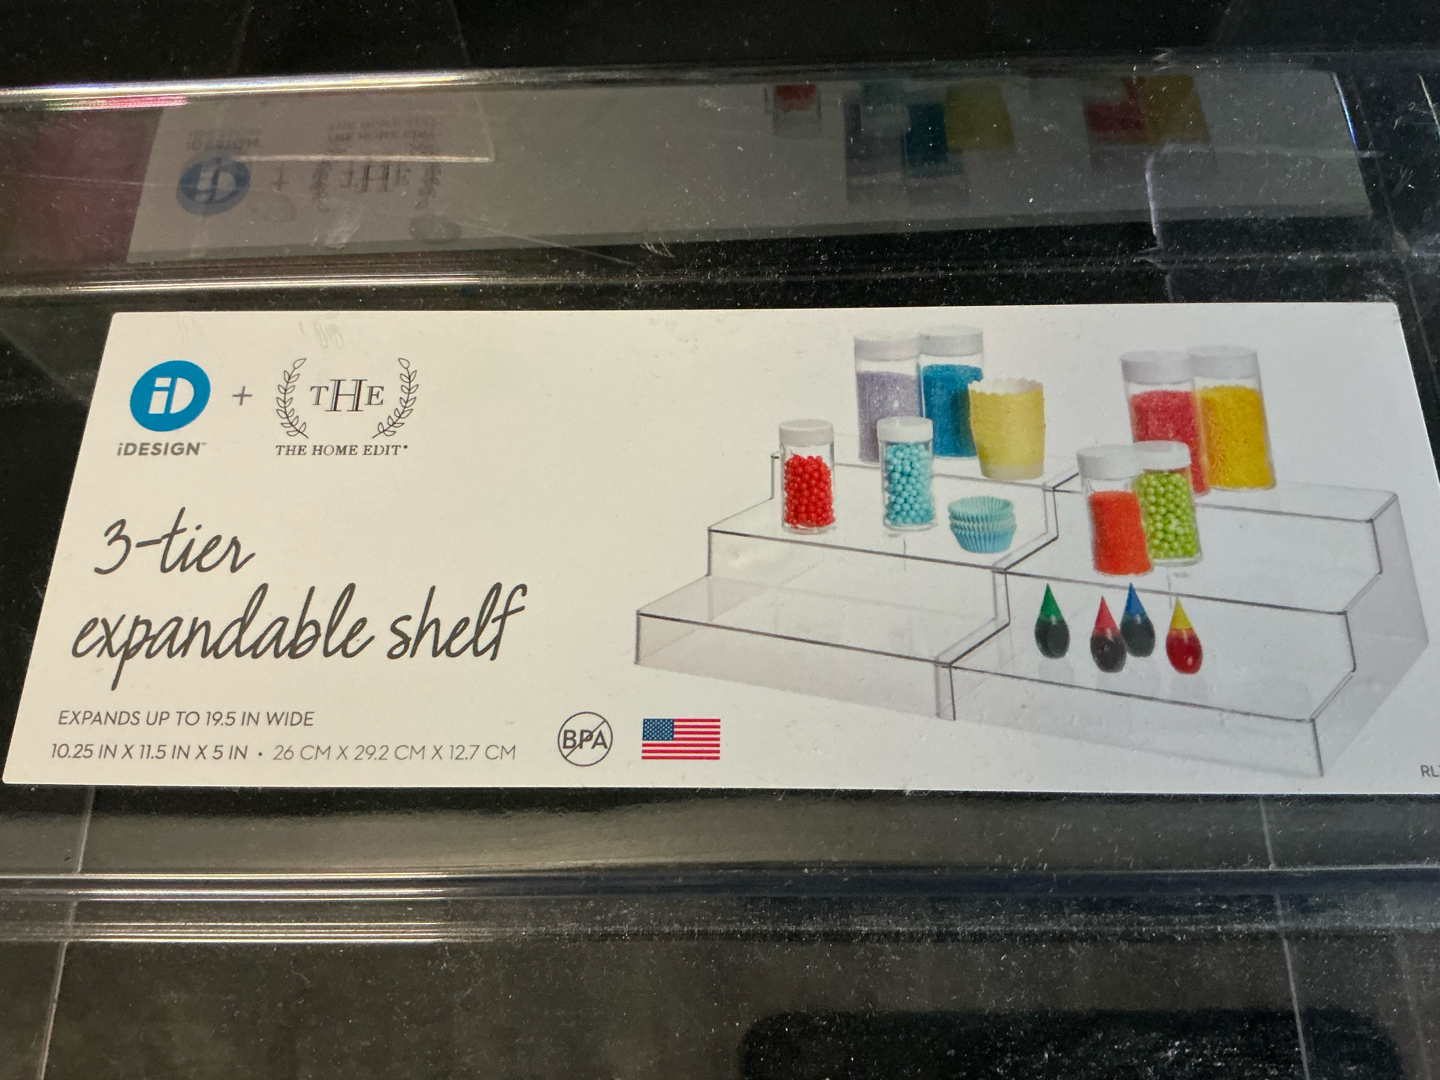 iD
iDESIGN™
+
THE
THE HOME EDIT®
3-tier
expandable shelf
EXPANDS UP TO 19.5 IN WIDE
10.25 IN X 11.5 IN X 5 IN • 26 CM X 29.2 CM X 12.7 CM
BPA